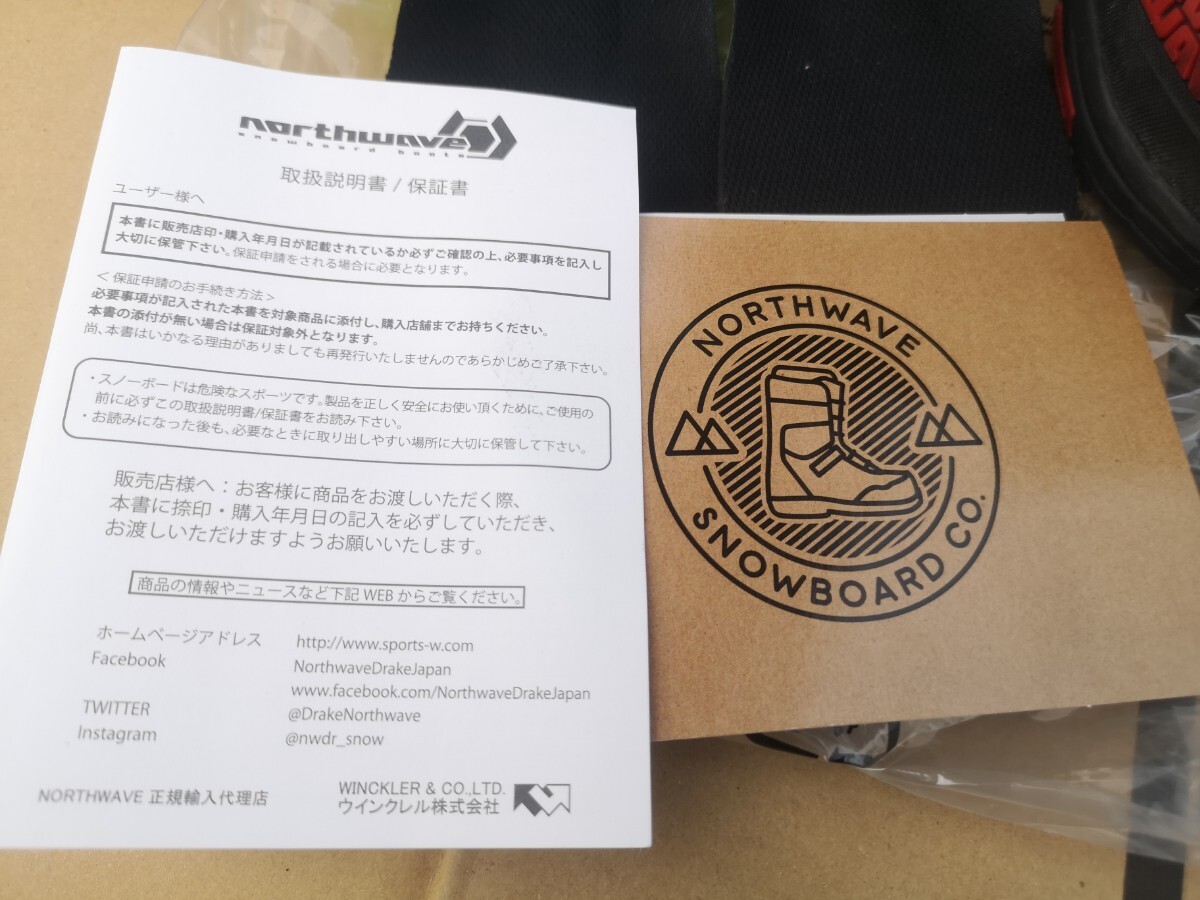 northwave
snowboard boots
取扱説明書 / 保証書
ユーザー様へ
本書に販売店印・購入年月日が記載されているか必ずご確認の上、必要事項を記入し
大切に保管下さい。保証申請をされる場合に必要となります。
＜保証申請のお手続き方法＞
必要事項が記入された本書を対象商品に添付し、購入店舗までお持ちください。
本書の添付が無い場合は保証対象外となります。
尚、本書はいかなる理由がありましても再発行いたしませんのであらかじめご了承下さい。
・スノーボードは危険なスポーツです。製品を正しく安全にお使い頂くために、ご使用の
前に必ずこの取扱説明書/保証書をお読み下さい。
・お読みになった後も、必要なときに取り出しやすい場所に大切に保管して下さい。
販売店様へ：お客様に商品をお渡しいただく際、
本書に捺印・購入年月日の記入を必ずしていただき、
お渡しいただけますようお願いいたします。
商品の情報やニュースなど下記 WEB からご覧ください。
ホームページアドレス http://www.sports-w.com
Facebook NorthwaveDrakeJapan
www.facebook.com/NorthwaveDrakeJapan
TWITTER @DrakeNorthwave
Instagram @nwdr_snow
NORTHWAVE 正規輸入代理店
WINCKLER & CO.,LTD.
ウインクレル株式会社
NORTHWAVE
SNOWBOARD CO.